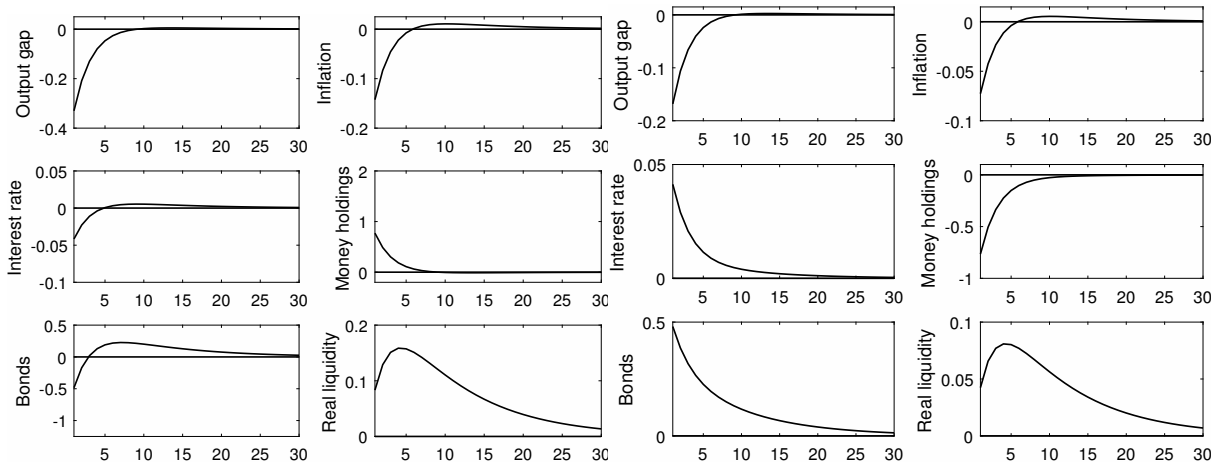 Output gap
0
-0.2
-0.4
5 10 15 20 25 30
Inflation
0
-0.1
-0.2
5 10 15 20 25 30
Output gap
0
-0.1
-0.2
5 10 15 20 25 30
Inflation
0
-0.05
-0.1
5 10 15 20 25 30
Interest rate
0.05
0
-0.05
-0.1
5 10 15 20 25 30
Money holdings
2
1
0
5 10 15 20 25 30
Interest rate
0.05
0
5 10 15 20 25 30
Money holdings
0
-0.5
-1
5 10 15 20 25 30
Bonds
0.5
0
-0.5
-1
5 10 15 20 25 30
Real liquidity
0.2
0.1
0
5 10 15 20 25 30
Bonds
0.5
0
5 10 15 20 25 30
Real liquidity
0.1
0.05
0
5 10 15 20 25 30